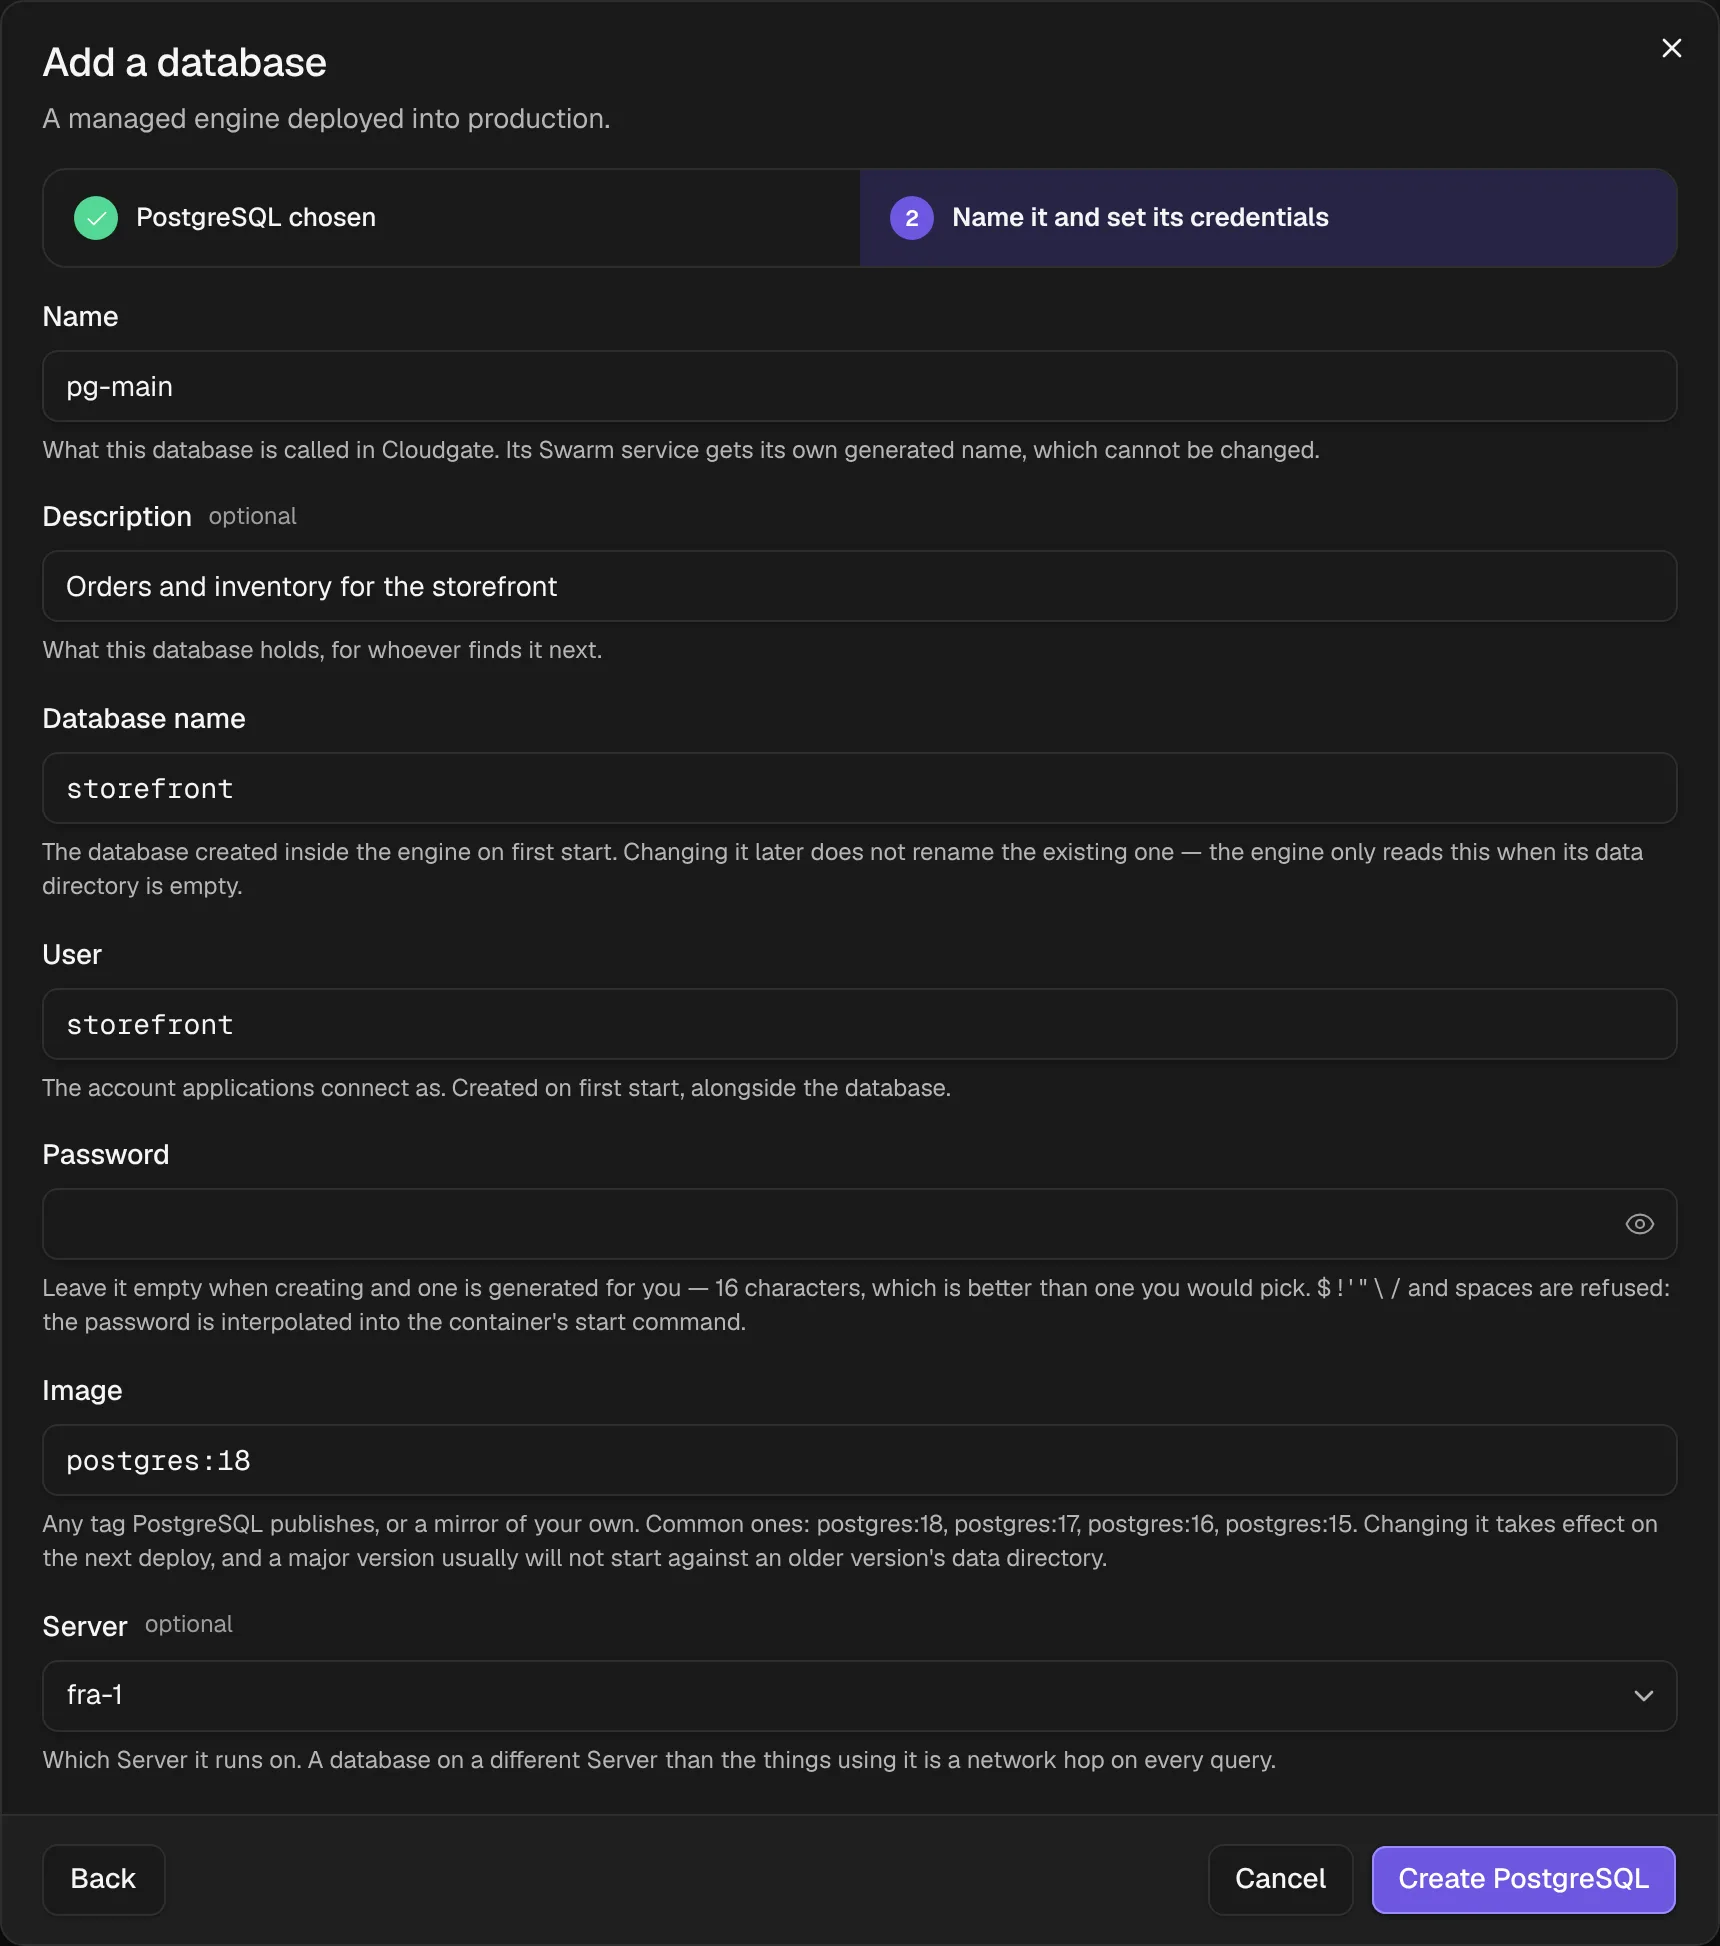 Add a database
A managed engine deployed into production.
PostgreSQL chosen
2 Name it and set its credentials
Name
pg-main
What this database is called in Cloudgate. Its Swarm service gets its own generated name, which cannot be changed.
Description optional
Orders and inventory for the storefront
What this database holds, for whoever finds it next.
Database name
storefront
The database created inside the engine on first start. Changing it later does not rename the existing one — the engine only reads this when its data
directory is empty.
User
storefront
The account applications connect as. Created on first start, alongside the database.
Password
Leave it empty when creating and one is generated for you — 16 characters, which is better than one you would pick. $ ! ' " \ / and spaces are refused:
the password is interpolated into the container's start command.
Image
postgres:18
Any tag PostgreSQL publishes, or a mirror of your own. Common ones: postgres:18, postgres:17, postgres:16, postgres:15. Changing it takes effect on
the next deploy, and a major version usually will not start against an older version's data directory.
Server optional
fra-1
Which Server it runs on. A database on a different Server than the things using it is a network hop on every query.
Back
Cancel
Create PostgreSQL